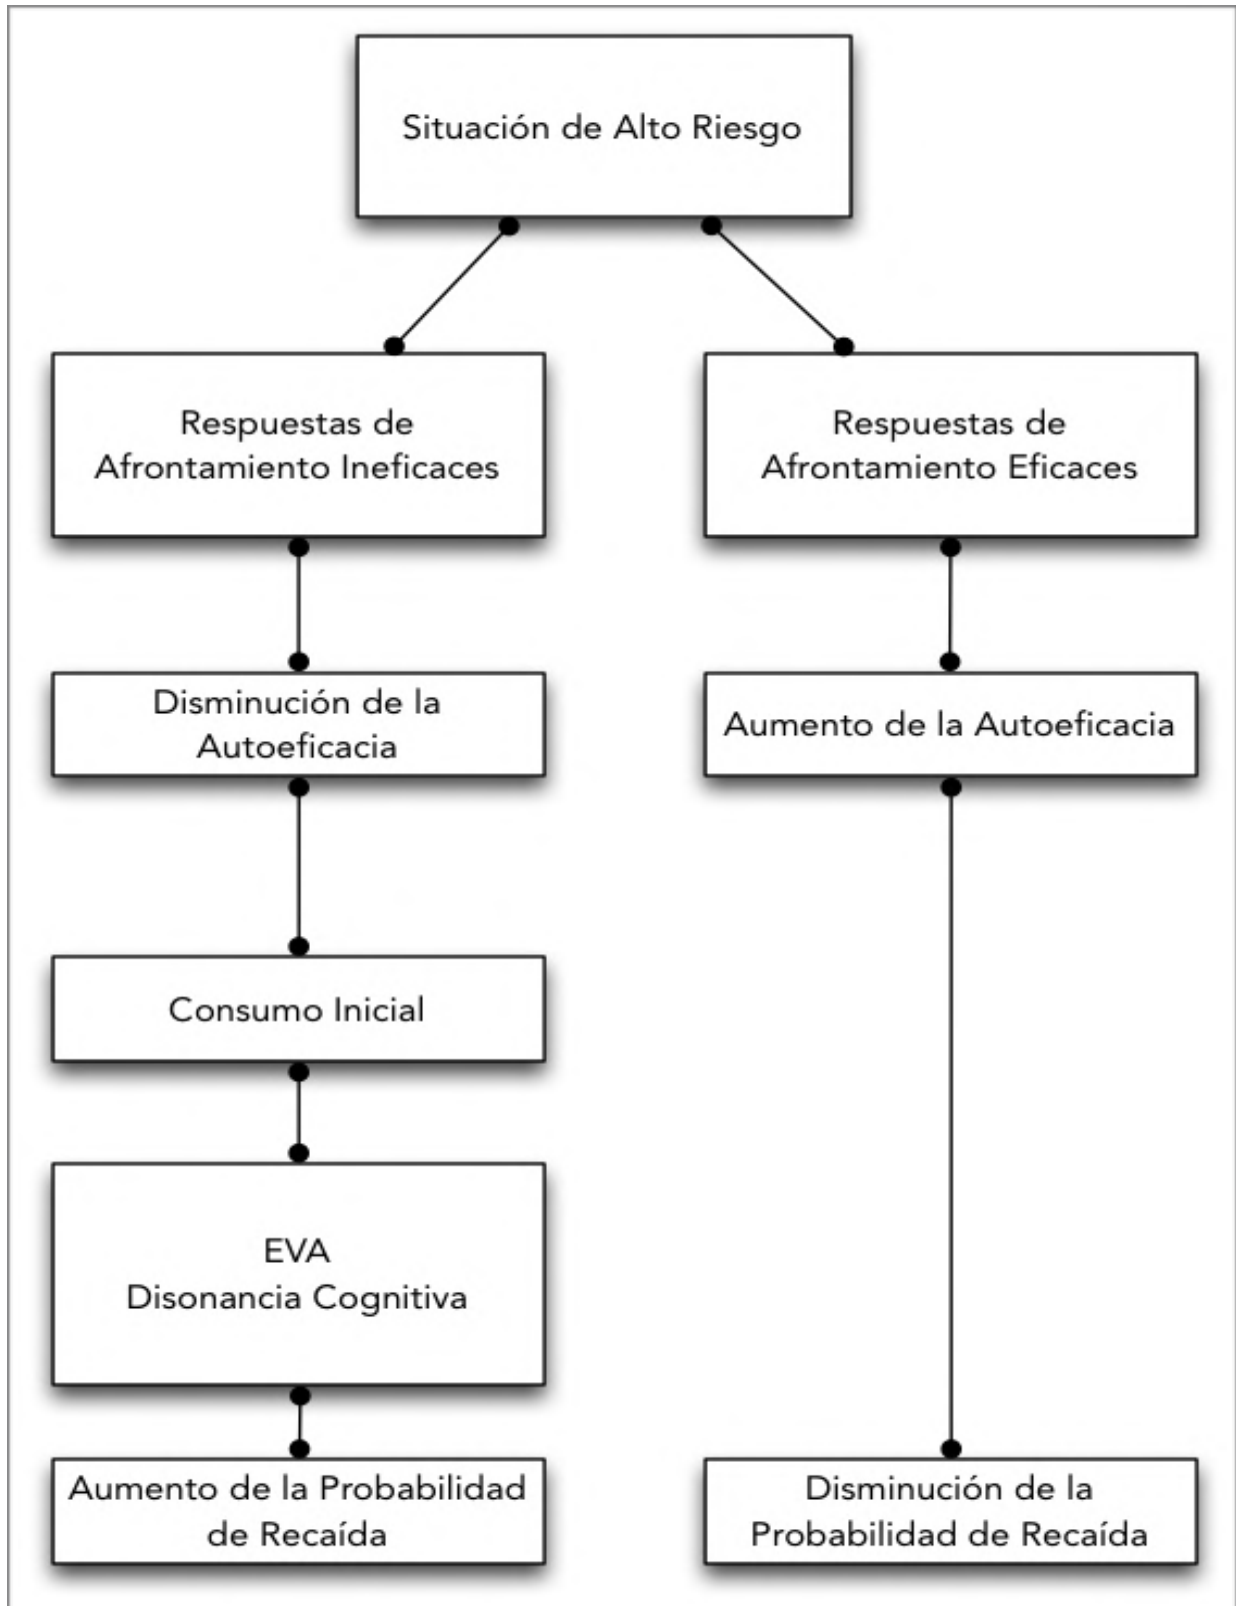 Situación de Alto Riesgo
Respuestas de
Afrontamiento Ineficaces
Respuestas de
Afrontamiento Eficaces
Disminución de la
Autoeficacia
Aumento de la Autoeficacia
Consumo Inicial
EVA
Disonancia Cognitiva
Aumento de la Probabilidad
de Recaída
Disminución de la
Probabilidad de Recaída